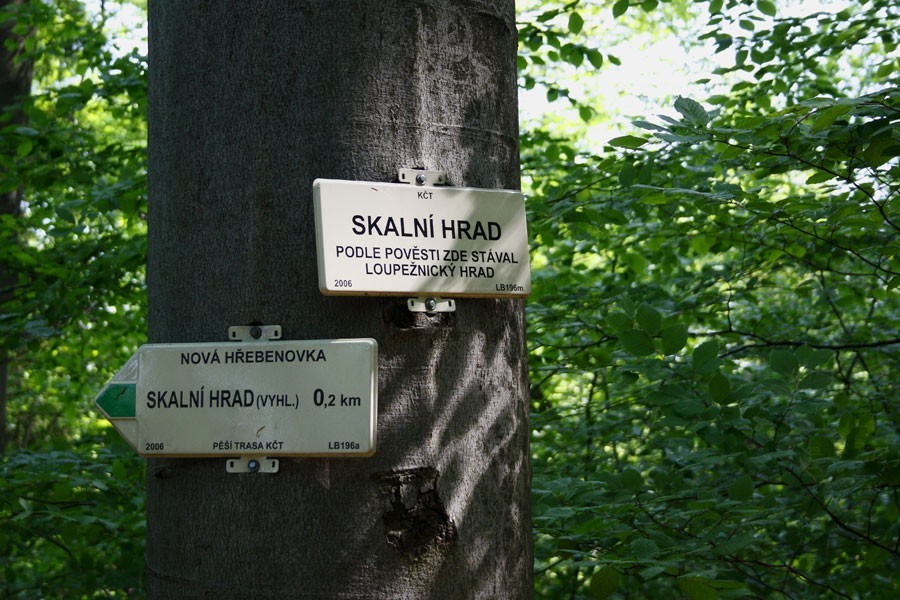 KČT
SKALNÍ HRAD
PODLE POVĚSTI ZDE STÁVAL
LOUPEŽNICKÝ HRAD
2006 LB196m
NOVÁ HŘEBENOVKA
SKALNÍ HRAD (VYHL.) 0,2 km
2006 PĚŠÍ TRASA KČT LB196a